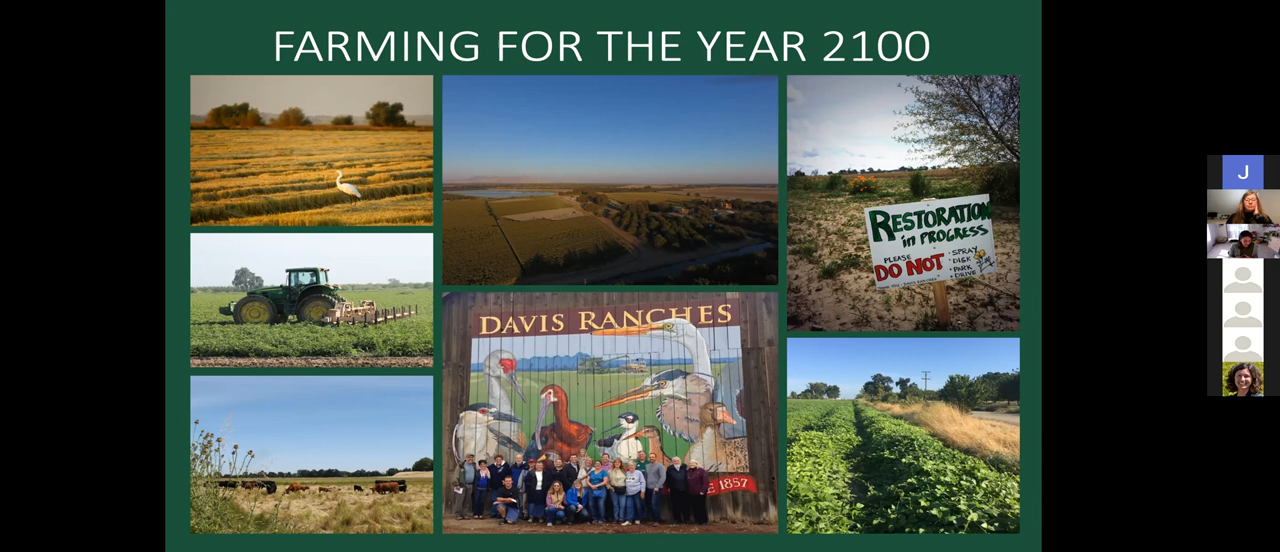 FARMING FOR THE YEAR 2100
RESTORATION
in PROGRESS
PLEASE
DO NOT
• SPRAY
• DISK
• PARK
• DRIVE
DAVIS RANCHES
1857
J